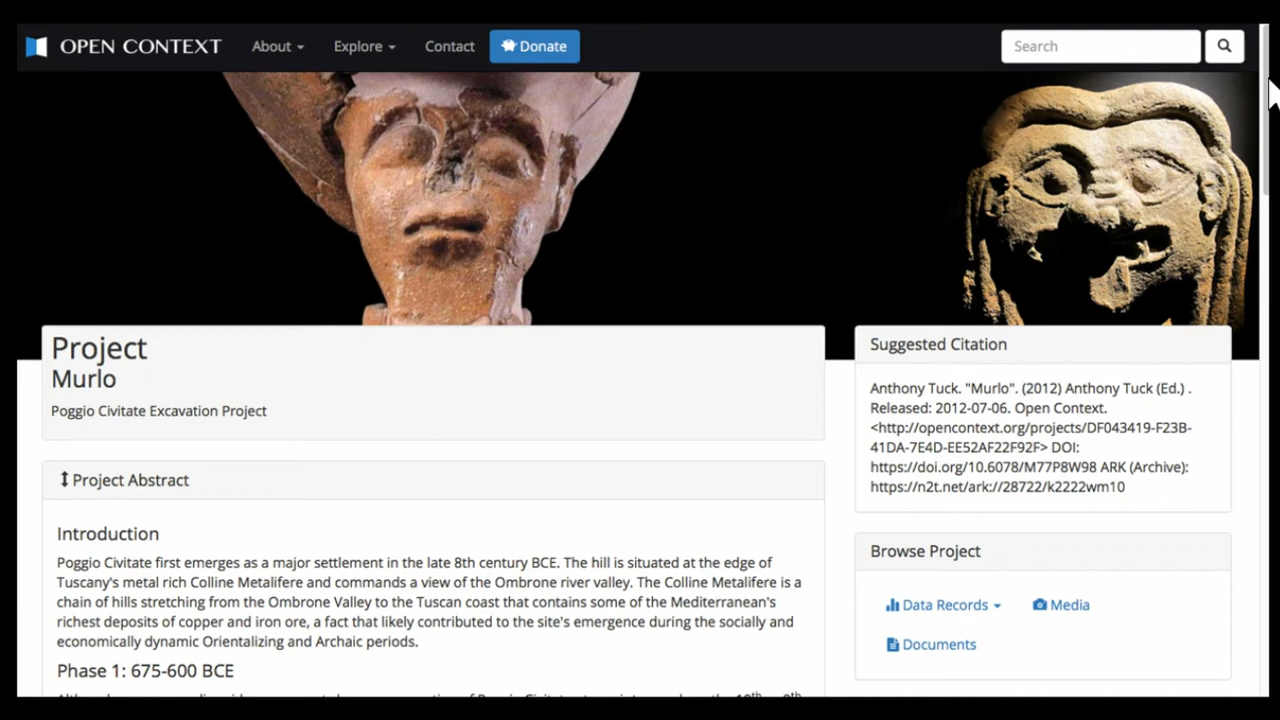 OPEN CONTEXT
About
Explore
Contact
Donate
Search
Project
Murlo
Poggio Civitate Excavation Project
Project Abstract
Introduction
Poggio Civitate first emerges as a major settlement in the late 8th century BCE. The hill is situated at the edge of
Tuscany's metal rich Colline Metalifere and commands a view of the Ombrone river valley. The Colline Metalifere is a
chain of hills stretching from the Ombrone Valley to the Tuscan coast that contains some of the Mediterranean's
richest deposits of copper and iron ore, a fact that likely contributed to the site's emergence during the socially and
economically dynamic Orientalizing and Archaic periods.
Phase 1: 675-600 BCE
Suggested Citation
Anthony Tuck. "Murlo". (2012) Anthony Tuck (Ed.) .
Released: 2012-07-06. Open Context.
<http://opencontext.org/projects/DF043419-F23B-
41DA-7E4D-EE52AF22F92F> DOI:
https://doi.org/10.6078/M77P8W98 ARK (Archive):
https://n2t.net/ark://28722/k2222wm10
Browse Project
Data Records
Media
Documents